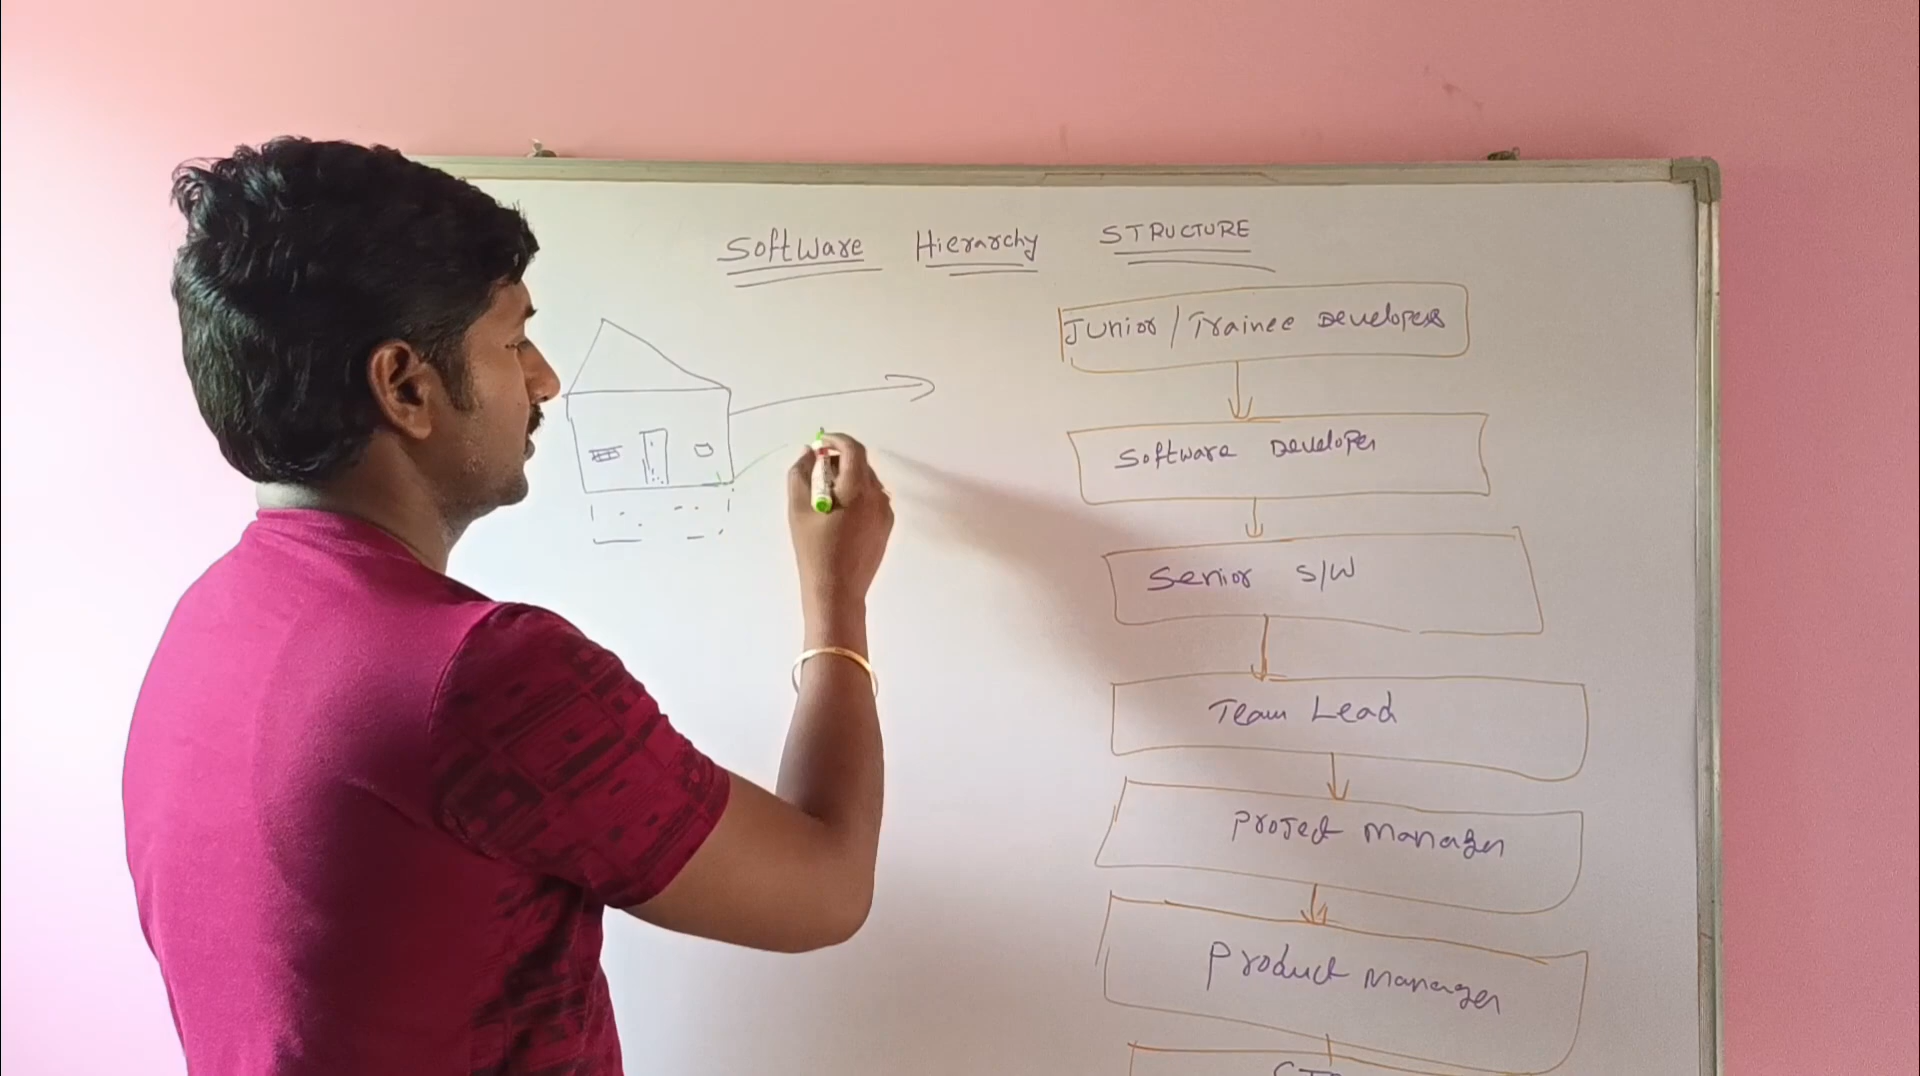 Software Hierarchy STRUCTURE
Junior / Trainee Developers
Software Developer
Senior S/W
Team Lead
Project Manager
Product Manager